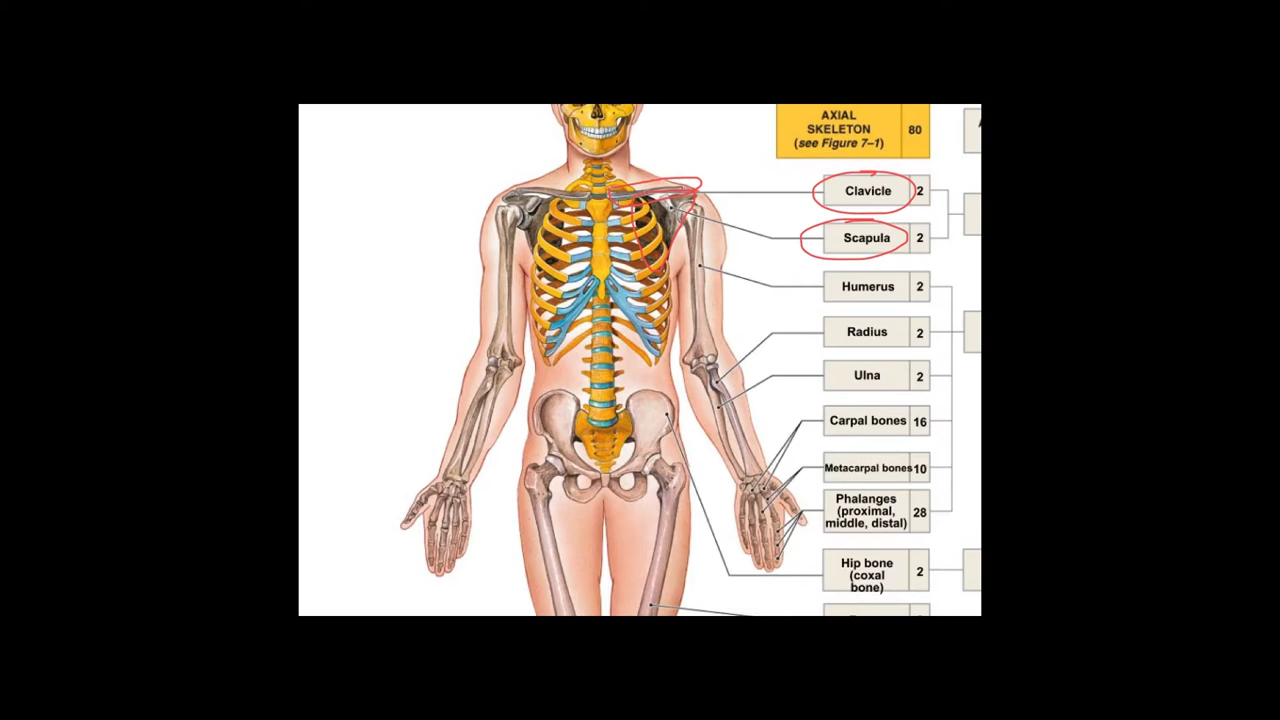 AXIAL
SKELETON
(see Figure 7–1)
80
Clavicle 2
Scapula 2
Humerus 2
Radius 2
Ulna 2
Carpal bones 16
Metacarpal bones 10
Phalanges
(proximal,
middle, distal)
28
Hip bone
(coxal
bone)
2